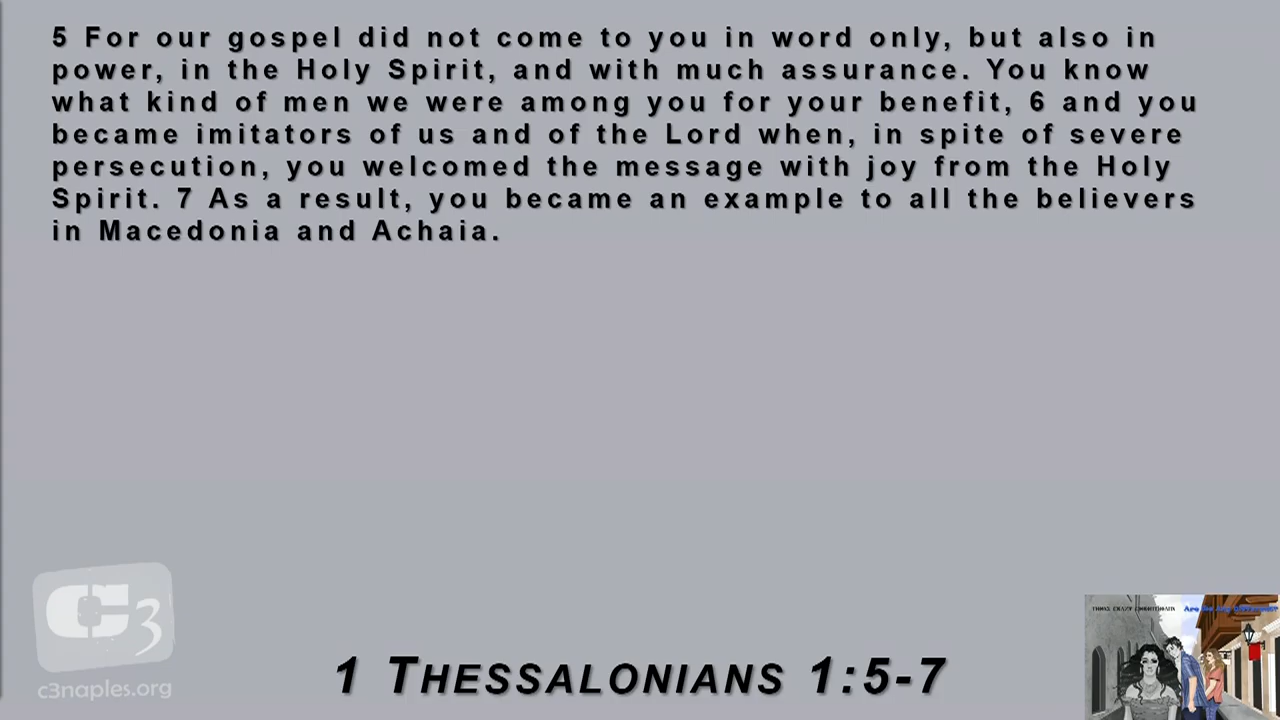 5 For our gospel did not come to you in word only, but also in
power, in the Holy Spirit, and with much assurance. You know
what kind of men we were among you for your benefit, 6 and you
became imitators of us and of the Lord when, in spite of severe
persecution, you welcomed the message with joy from the Holy
Spirit. 7 As a result, you became an example to all the believers
in Macedonia and Achaia.
C3
c3naples.org
THOSE CRAZY CORINTHIANS
1 THESSALONIANS 1:5-7